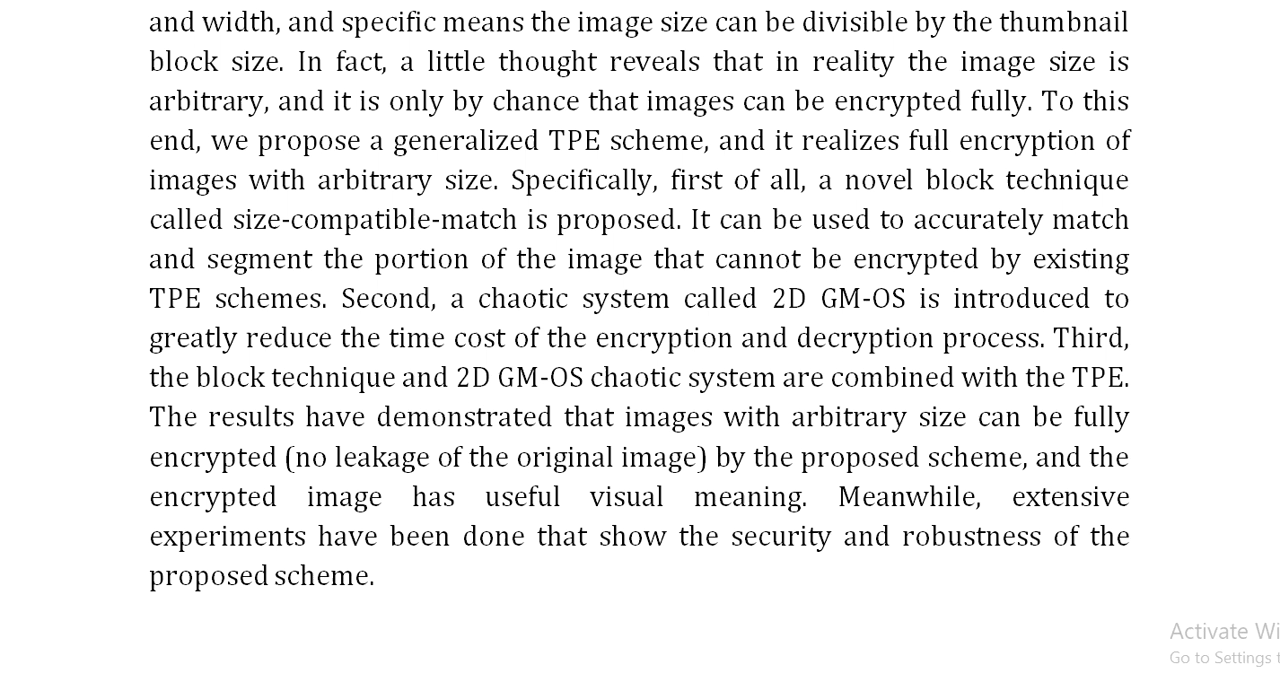 and width, and specific means the image size can be divisible by the thumbnail
block size. In fact, a little thought reveals that in reality the image size is
arbitrary, and it is only by chance that images can be encrypted fully. To this
end, we propose a generalized TPE scheme, and it realizes full encryption of
images with arbitrary size. Specifically, first of all, a novel block technique
called size-compatible-match is proposed. It can be used to accurately match
and segment the portion of the image that cannot be encrypted by existing
TPE schemes. Second, a chaotic system called 2D GM-OS is introduced to
greatly reduce the time cost of the encryption and decryption process. Third,
the block technique and 2D GM-OS chaotic system are combined with the TPE.
The results have demonstrated that images with arbitrary size can be fully
encrypted (no leakage of the original image) by the proposed scheme, and the
encrypted image has useful visual meaning. Meanwhile, extensive
experiments have been done that show the security and robustness of the
proposed scheme.
Activate Wi
Go to Settings t